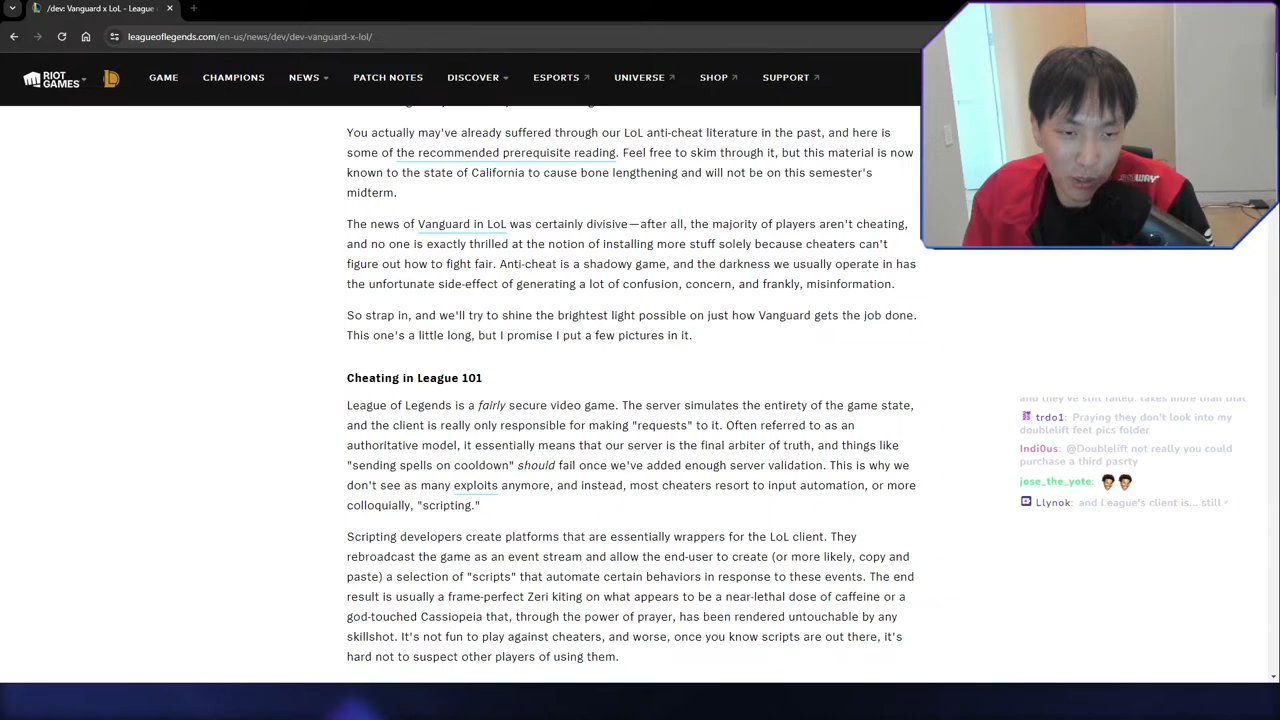 /dev: Vanguard x LoL - League
leagueoflegends.com/en-us/news/dev/dev-vanguard-x-lol/
RIOT GAMES
GAME CHAMPIONS NEWS PATCH NOTES DISCOVER ESPORTS UNIVERSE SHOP SUPPORT
You actually may've already suffered through our LoL anti-cheat literature in the past, and here is
some of the recommended prerequisite reading. Feel free to skim through it, but this material is now
known to the state of California to cause bone lengthening and will not be on this semester's
midterm.
The news of Vanguard in LoL was certainly divisive—after all, the majority of players aren't cheating,
and no one is exactly thrilled at the notion of installing more stuff solely because cheaters can't
figure out how to fight fair. Anti-cheat is a shadowy game, and the darkness we usually operate in has
the unfortunate side-effect of generating a lot of confusion, concern, and frankly, misinformation.
So strap in, and we'll try to shine the brightest light possible on just how Vanguard gets the job done.
This one's a little long, but I promise I put a few pictures in it.
Cheating in League 101
League of Legends is a fairly secure video game. The server simulates the entirety of the game state,
and the client is really only responsible for making "requests" to it. Often referred to as an
authoritative model, it essentially means that our server is the final arbiter of truth, and things like
"sending spells on cooldown" should fail once we've added enough server validation. This is why we
don't see as many exploits anymore, and instead, most cheaters resort to input automation, or more
colloquially, "scripting."
Scripting developers create platforms that are essentially wrappers for the LoL client. They
rebroadcast the game as an event stream and allow the end-user to create (or more likely, copy and
paste) a selection of "scripts" that automate certain behaviors in response to these events. The end
result is usually a frame-perfect Zeri kiting on what appears to be a near-lethal dose of caffeine or a
god-touched Cassiopeia that, through the power of prayer, has been rendered untouchable by any
skillshot. It's not fun to play against cheaters, and worse, once you know scripts are out there, it's
hard not to suspect other players of using them.
and they've still failed. takes more than that
trdo1: Praying they don't look into my
doublelift feet pics folder
Indi0us: @Doublelift not really you could
purchase a third pasrty
jose_the_yote:
Llynok: and League's client is... still